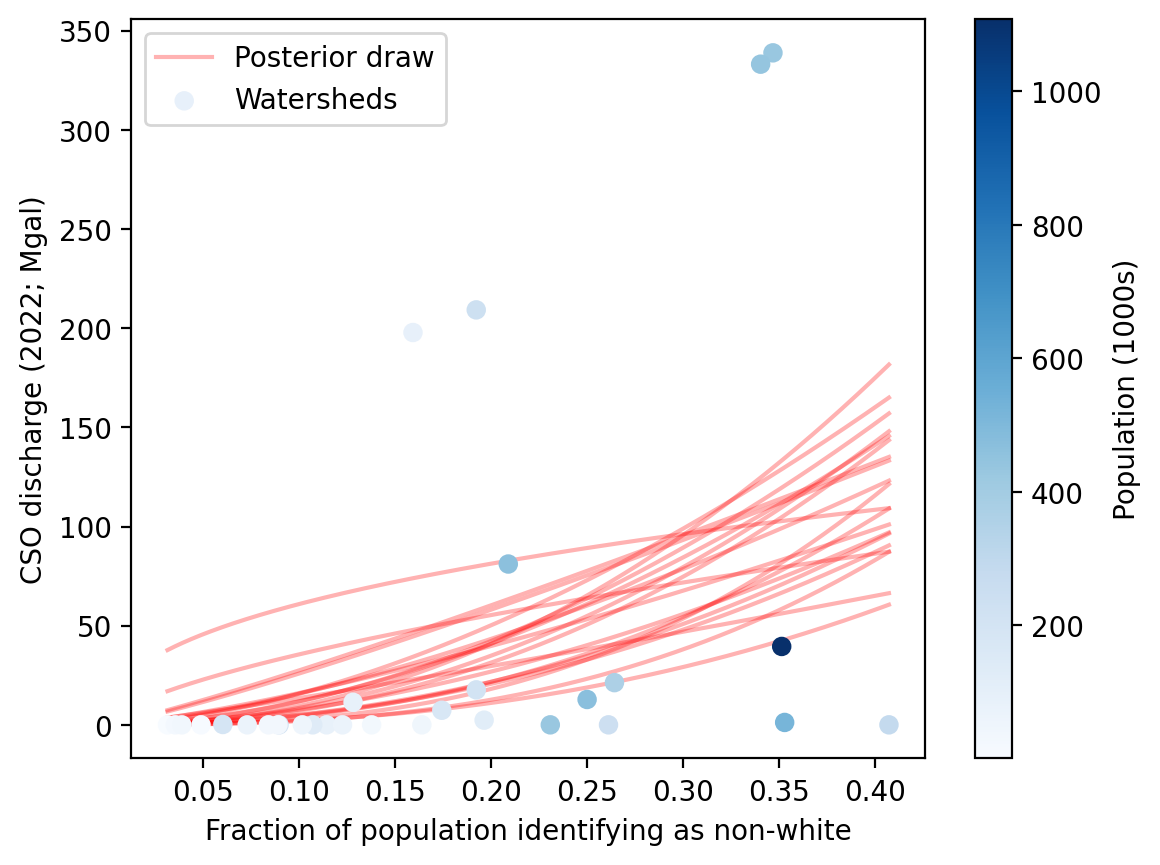 350
300
250
200
150
100
50
0
CSO discharge (2022; Mgal)
Posterior draw
Watersheds
0.05 0.10 0.15 0.20 0.25 0.30 0.35 0.40
Fraction of population identifying as non-white
1000
800
600
400
200
Population (1000s)